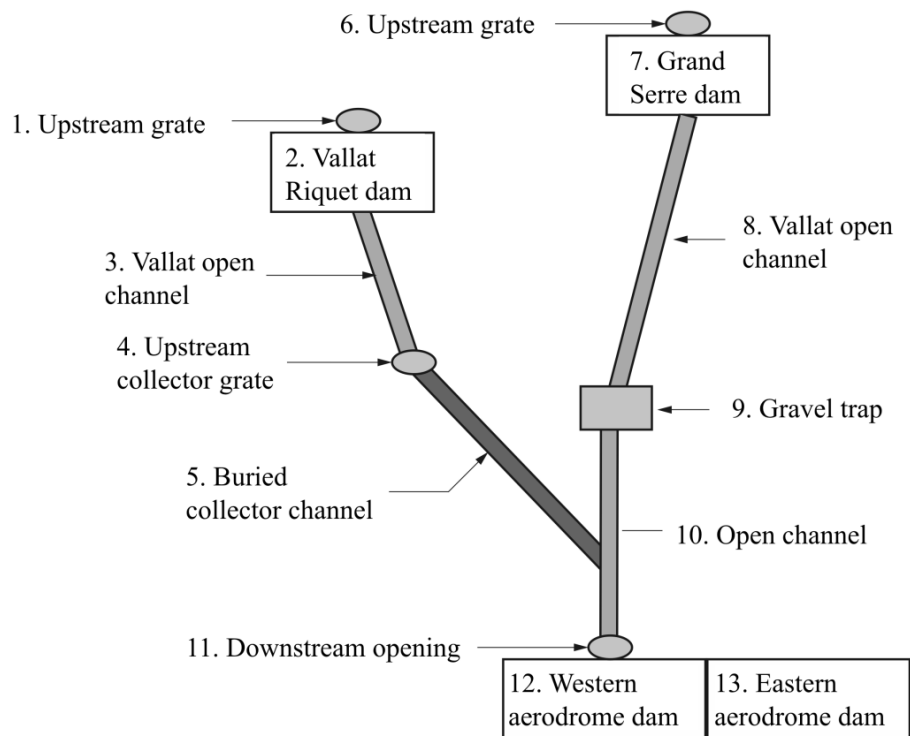 6. Upstream grate
7. Grand
Serre dam
1. Upstream grate
2. Vallat
Riquet dam
8. Vallat open
channel
3. Vallat open
channel
4. Upstream
collector grate
9. Gravel trap
5. Buried
collector channel
10. Open channel
11. Downstream opening
12. Western
aerodrome dam
13. Eastern
aerodrome dam